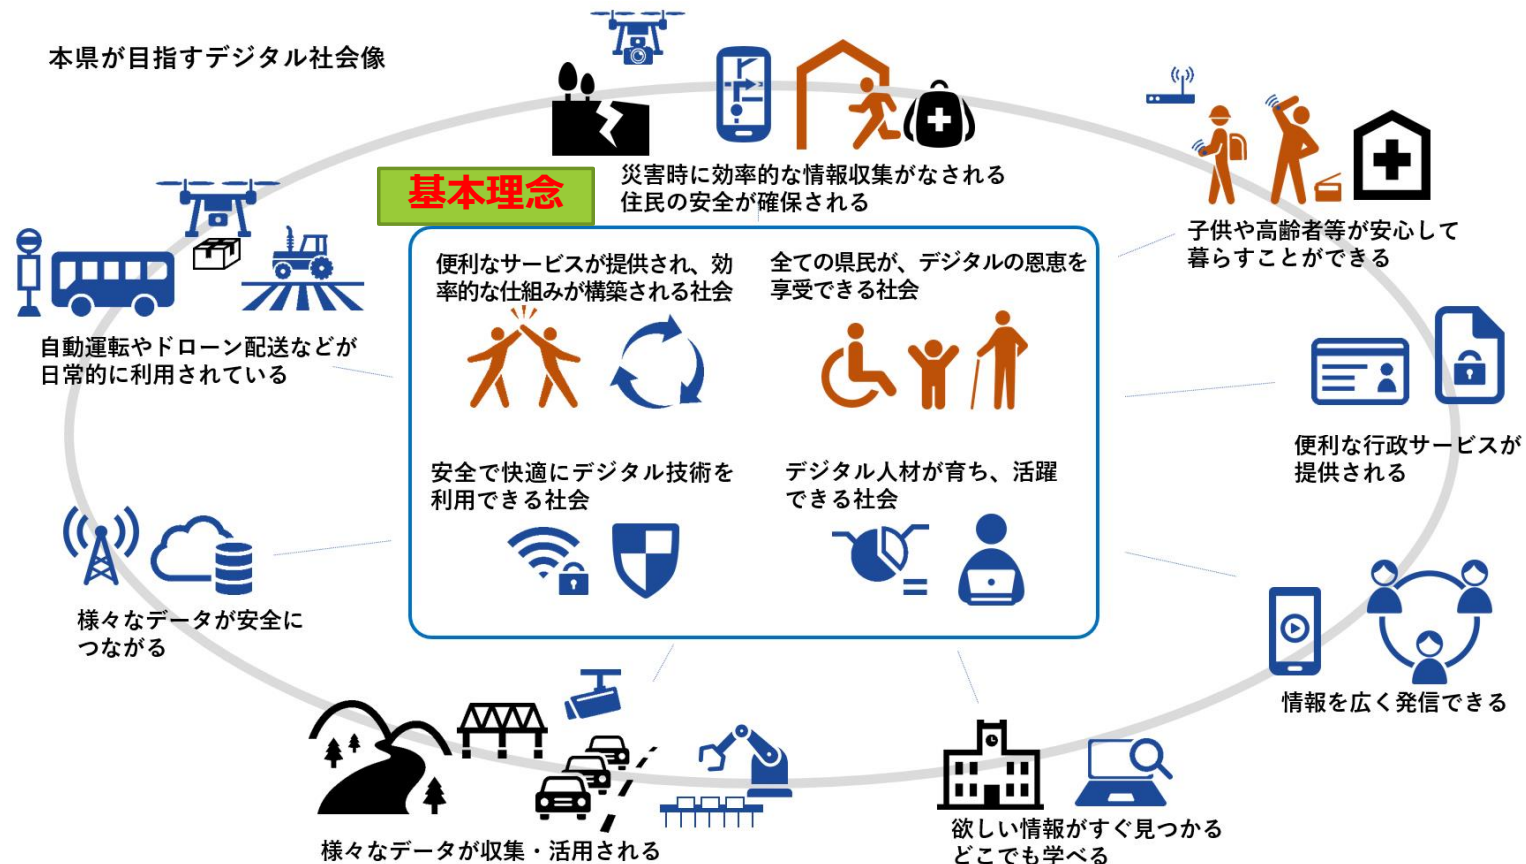 本県が目指すデジタル社会像
災害時に効率的な情報収集がなされる
住民の安全が確保される
子供や高齢者等が安心して
暮らすことができる
基本理念
便利なサービスが提供され、効
率的な仕組みが構築される社会
全ての県民が、デジタルの恩恵を
享受できる社会
自動運転やドローン配送などが
日常的に利用されている
便利な行政サービスが
提供される
安全で快適にデジタル技術を
利用できる社会
デジタル人材が育ち、活躍
できる社会
様々なデータが安全に
つながる
情報を広く発信できる
様々なデータが収集・活用される
欲しい情報がすぐ見つかる
どこでも学べる